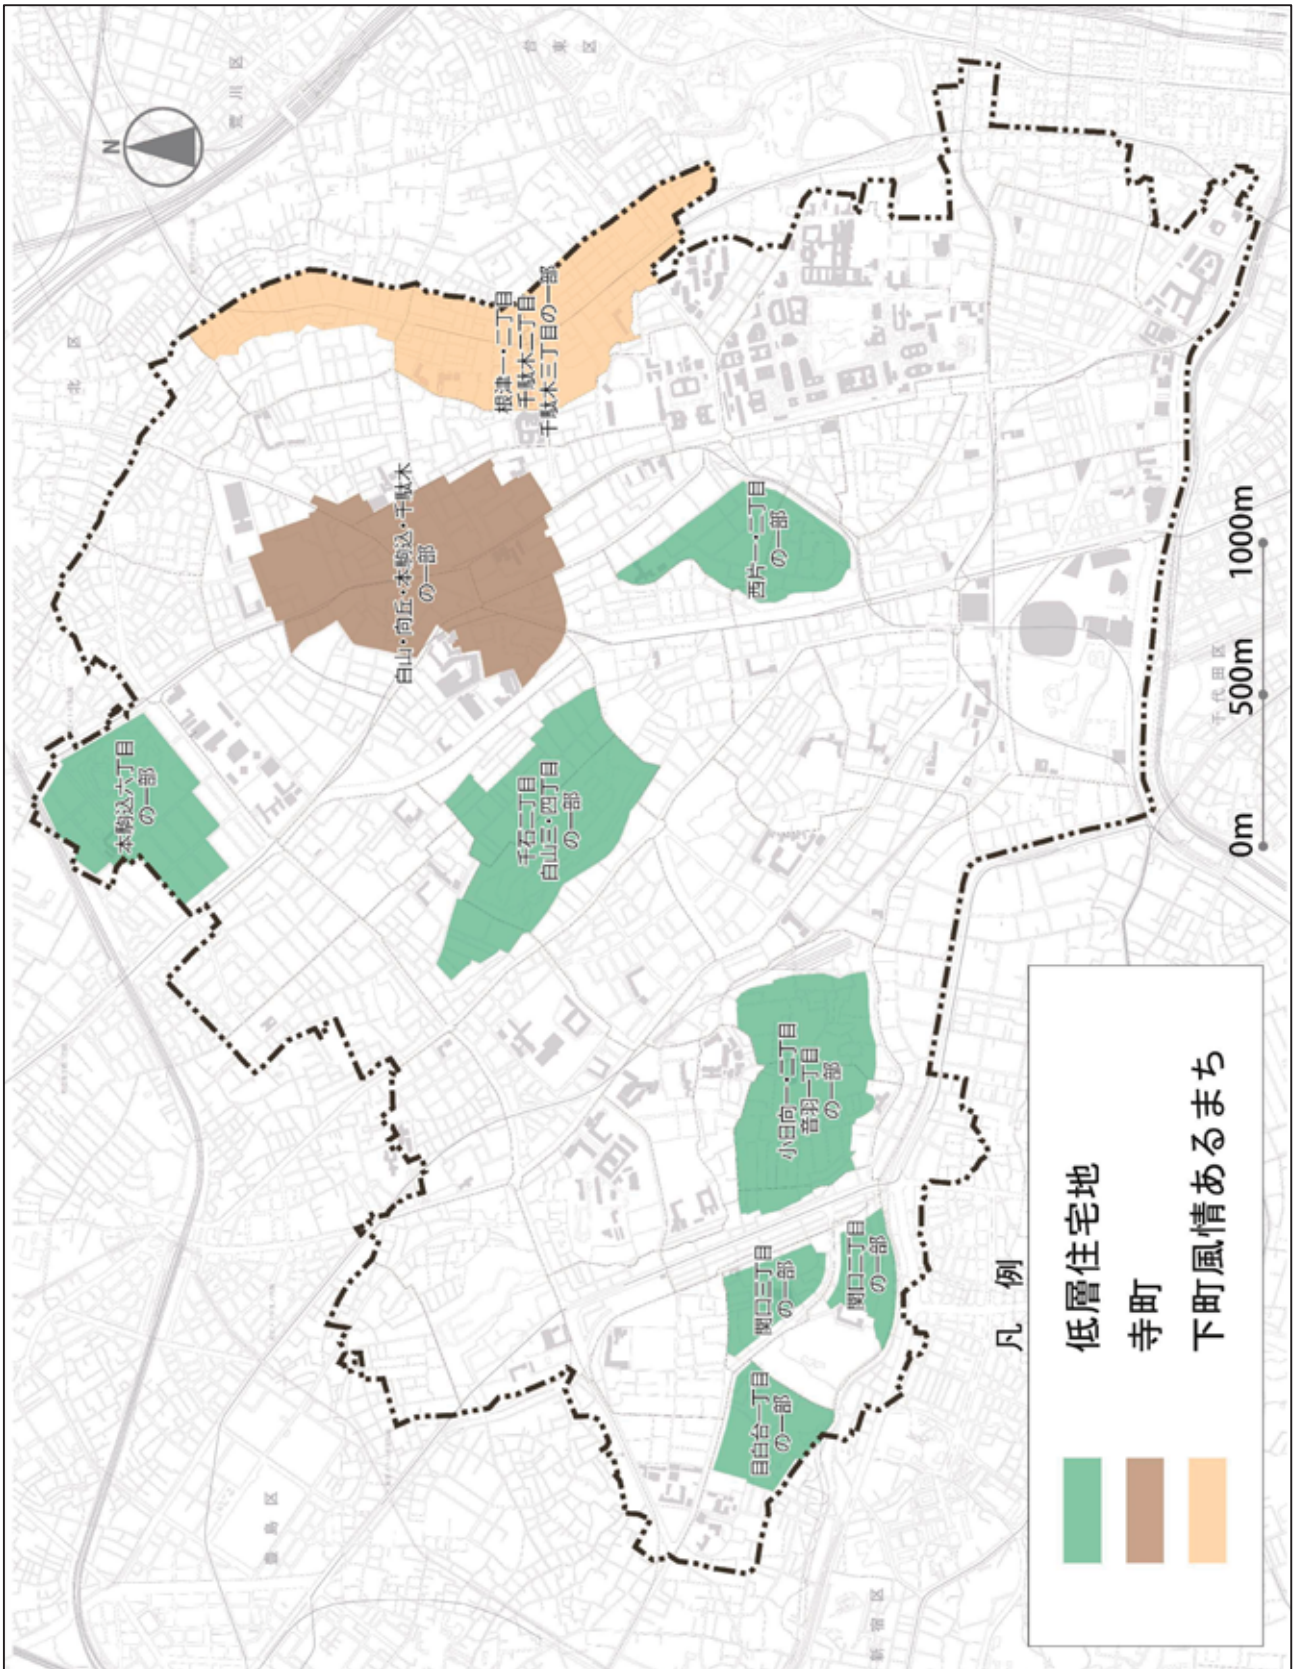 N
北区
荒川区
台東区
豊島区
新宿区
千代田区
本駒込六丁目
の一部
白山・向丘・本駒込・千駄木
の一部
根津一・二丁目
千駄木二丁目
千駄木三丁目の一部
千石二丁目
白山三・四丁目
の一部
西片一・二丁目
の一部
小日向一・二丁目
音羽一丁目
の一部
関口三丁目
の一部
関口二丁目
の一部
目白台一丁目
の一部
凡例
低層住宅地
寺町
下町風情あるまち
0m
500m
1000m